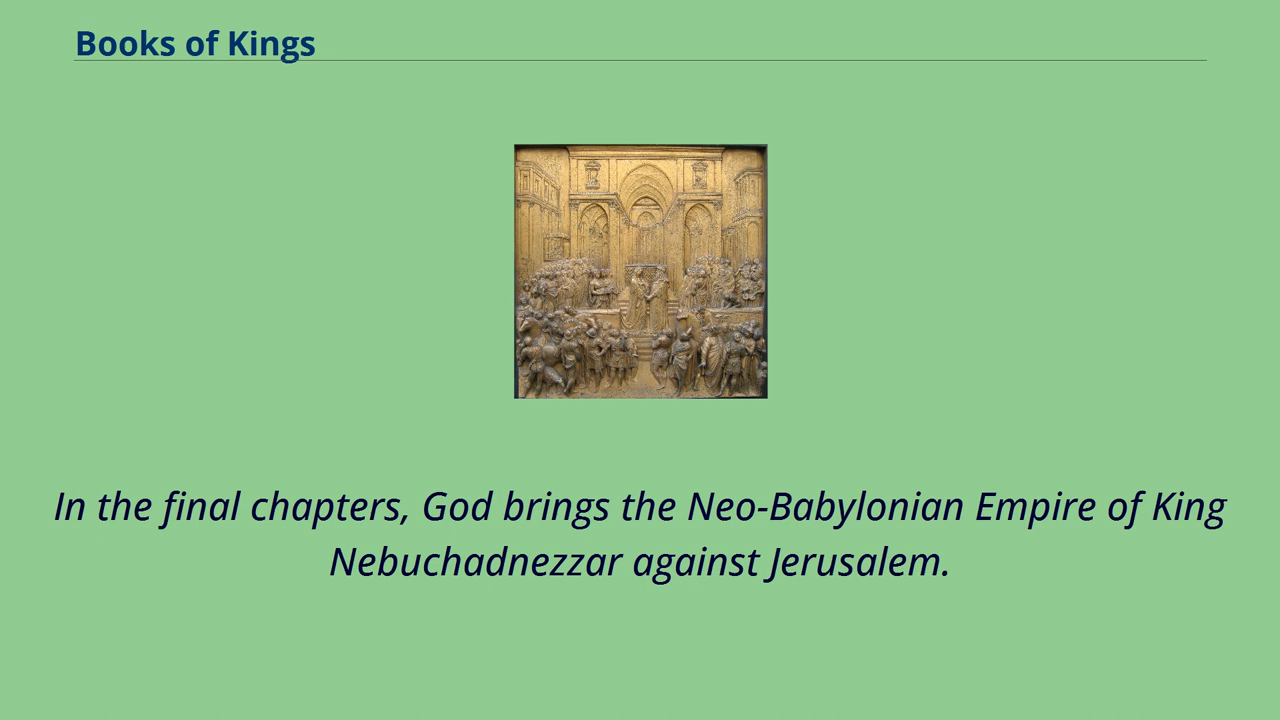 Books of Kings
In the final chapters, God brings the Neo-Babylonian Empire of King
Nebuchadnezzar against Jerusalem.